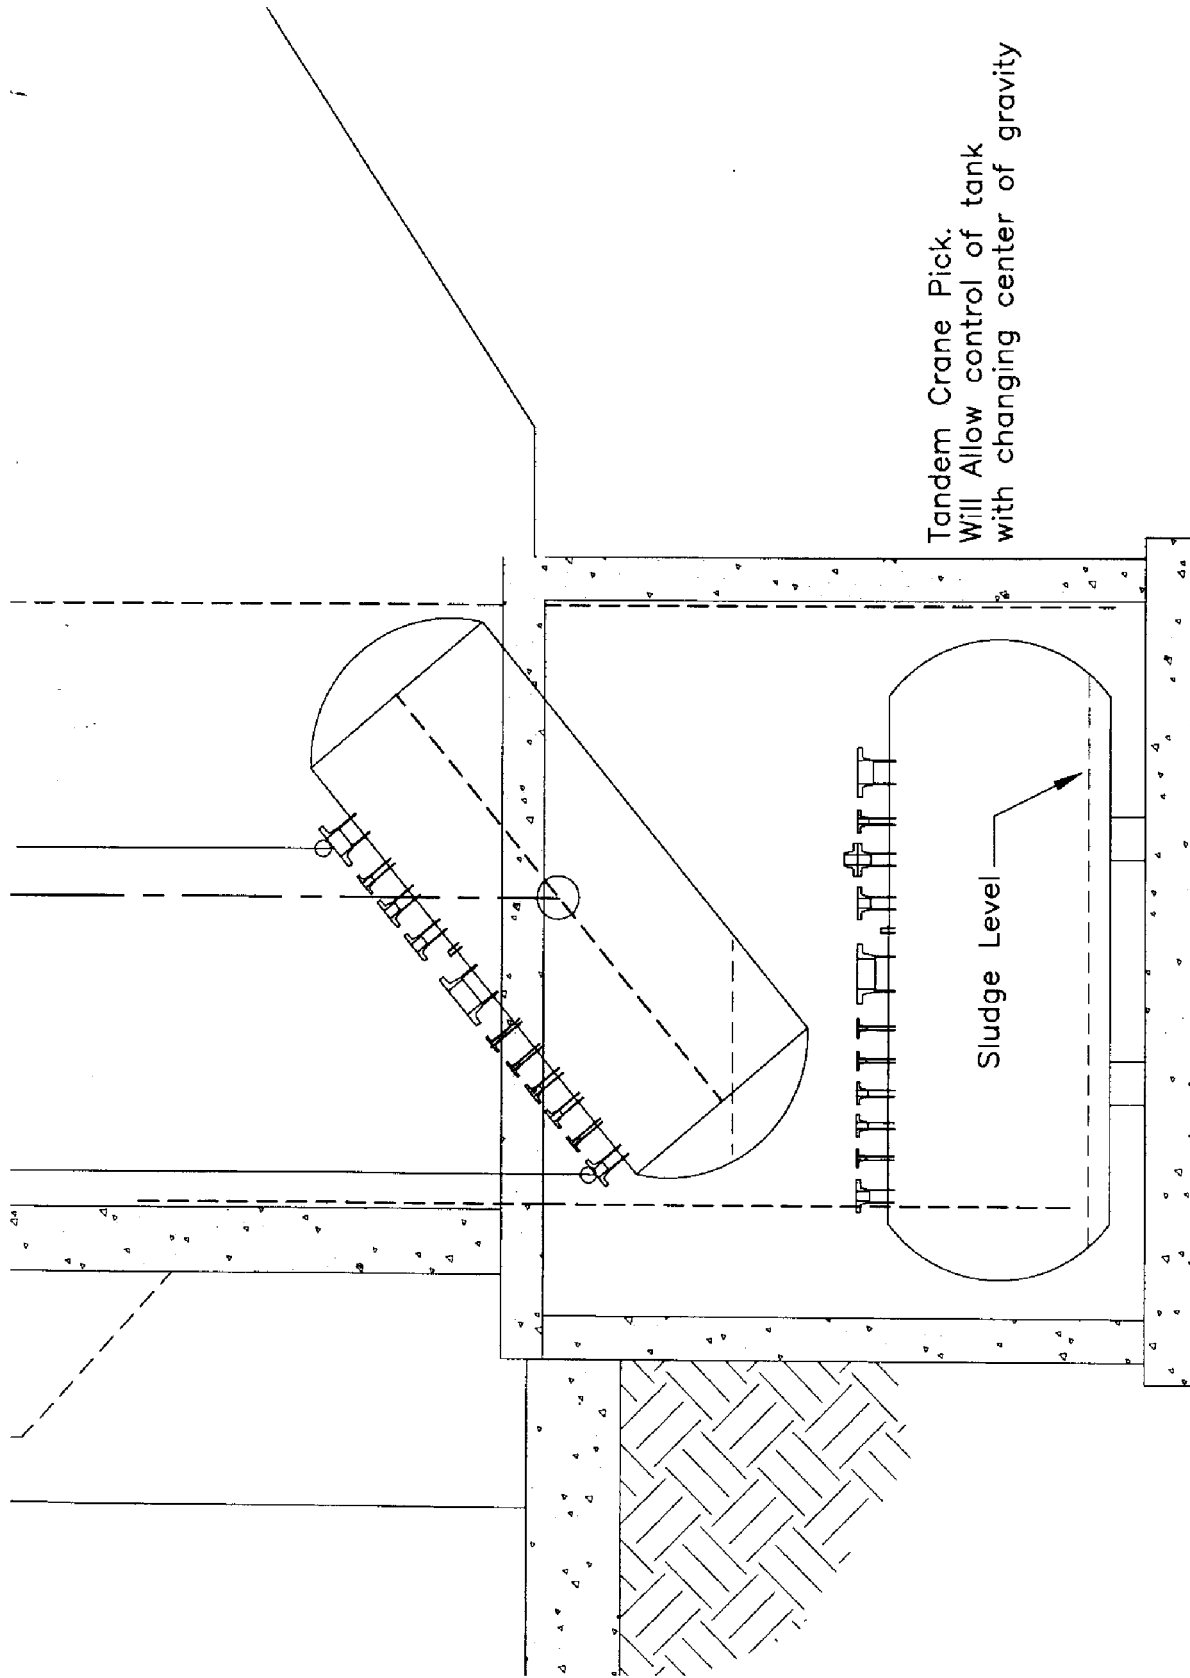 Tandem Crane Pick.
Will Allow control of tank
with changing center of gravity
Sludge Level